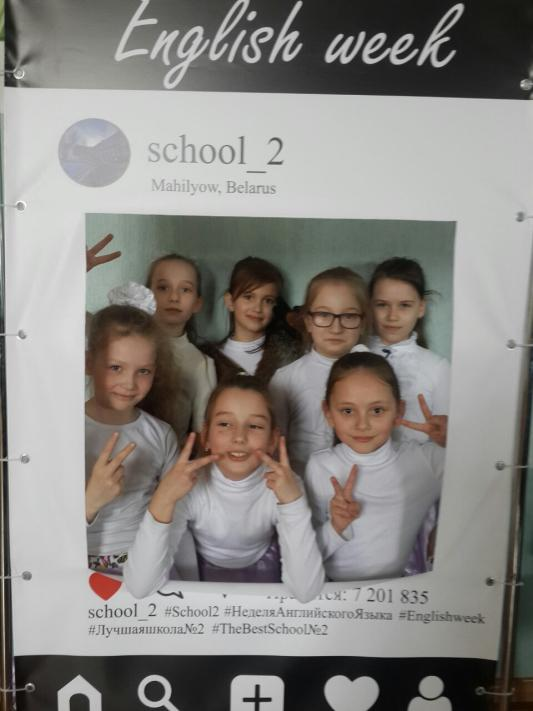 English week
school_2
Mahilyow, Belarus
7 201 835
school_2 #School2 #НеделяАнглийскогоЯзыка #Englishweek
#Лучшаяшкола№2 #TheBestSchool№2